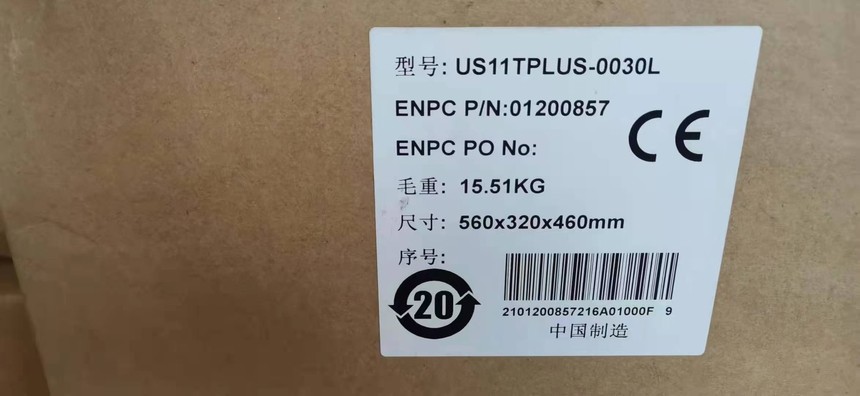 型号: US11TPLUS-0030L
ENPC P/N:01200857
ENPC PO No:
毛重: 15.51KG
尺寸: 560x320x460mm
序号:
CE
20
2101200857216A01000F 9
中国制造